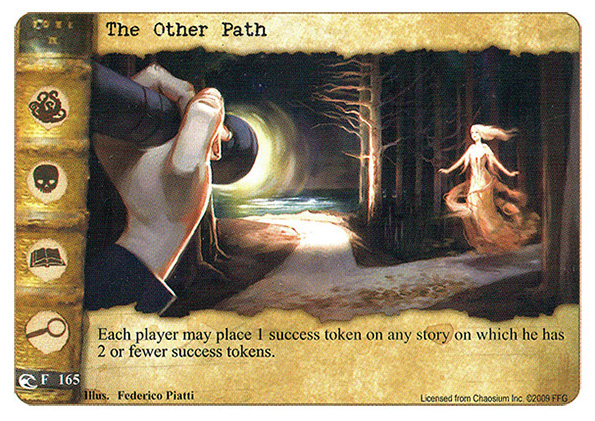 The Other Path
Each player may place 1 success token on any story on which he has
2 or fewer success tokens.
F 165
Illus. Federico Piatti
Licensed from Chaosium Inc. ©2009 FFG